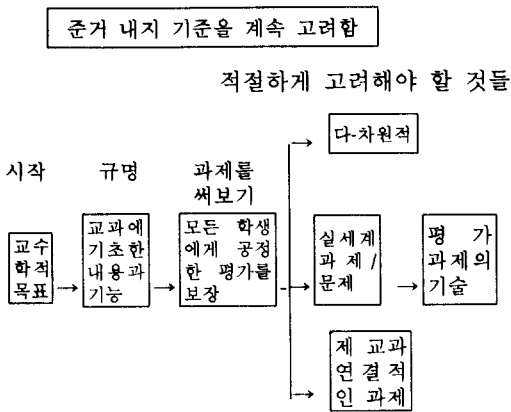 준거 내지 기준을 계속 고려함
적절하게 고려해야 할 것들
시작 규명 과제를
써보기
교수
학적
목표
교과에
기초한
내용과
기능
모든 학생
에게 공정
한 평가를
보장
다-차원적
실세계
과 제 /
문제
평 가
과제의
기술
제 교과
연결적
인 과제